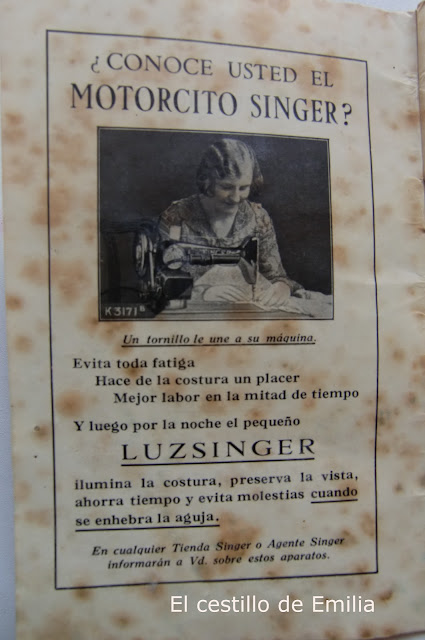 ¿CONOCE USTED EL
MOTORCITO SINGER?
K3171 B
Un tornillo le une a su máquina.
Evita toda fatiga
Hace de la costura un placer
Mejor labor en la mitad de tiempo
Y luego por la noche el pequeño
LUZSINGER
ilumina la costura, preserva la vista,
ahorra tiempo y evita molestias cuando
se enhebra la aguja.
En cualquier Tienda Singer o Agente Singer
informarán a Vd. sobre estos aparatos.
El cestillo de Emilia